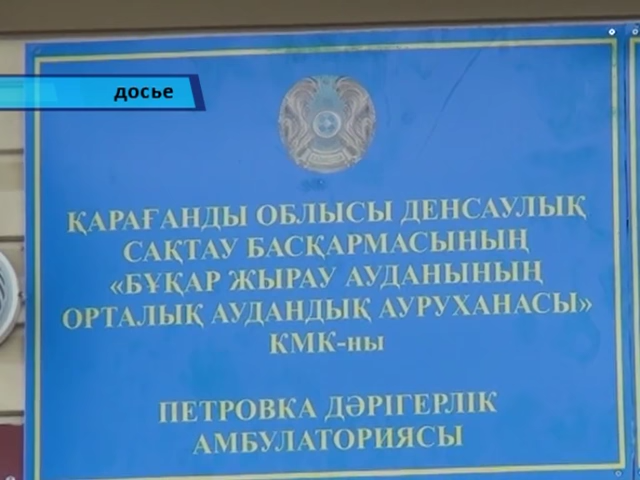 досье
ҚАРАҒАНДЫ ОБЛЫСЫ ДЕНСАУЛЫҚ
САҚТАУ БАСҚАРМАСЫНЫҢ
«БҰҚАР ЖЫРАУ АУДАНЫНЫҢ
ОРТАЛЫҚ АУДАНДЫҚ АУРУХАНАСЫ»
КМК-ны
ПЕТРОВКА ДӘРІГЕРЛІК
АМБУЛАТОРИЯСЫ